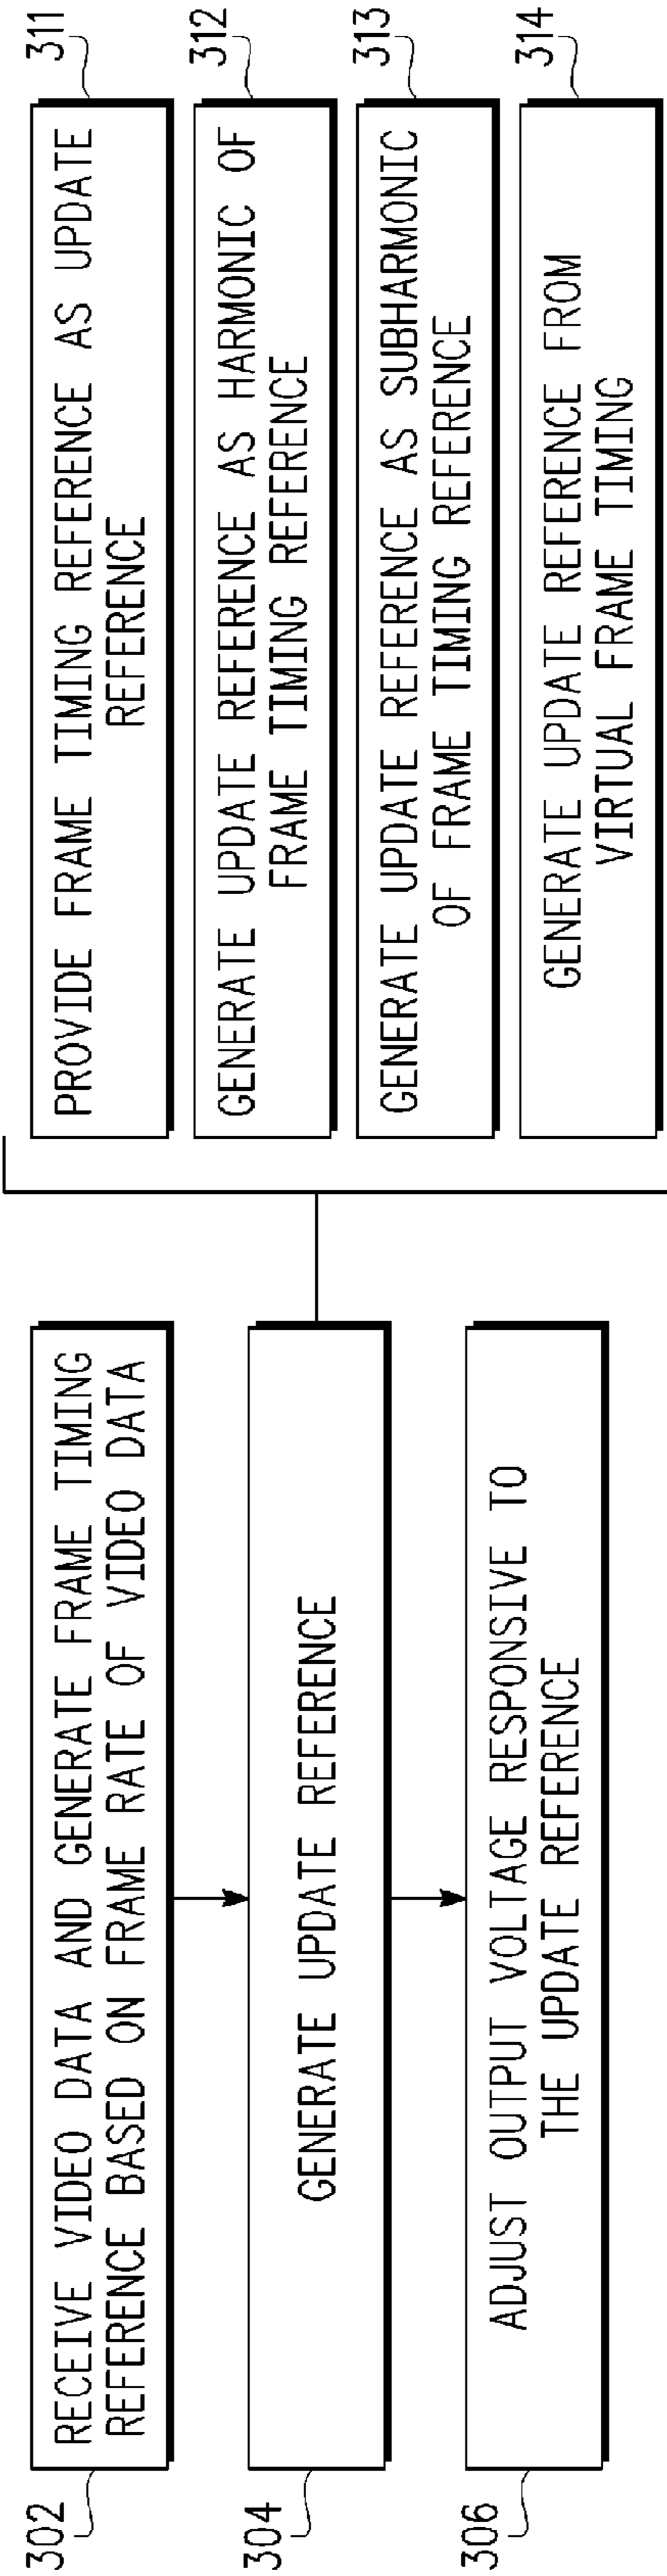 302
RECEIVE VIDEO DATA AND GENERATE FRAME TIMING
REFERENCE BASED ON FRAME RATE OF VIDEO DATA
304
GENERATE UPDATE REFERENCE
306
ADJUST OUTPUT VOLTAGE RESPONSIVE TO
THE UPDATE REFERENCE
PROVIDE FRAME TIMING REFERENCE AS UPDATE
REFERENCE
311
GENERATE UPDATE REFERENCE AS HARMONIC OF
FRAME TIMING REFERENCE
312
GENERATE UPDATE REFERENCE AS SUBHARMONIC
OF FRAME TIMING REFERENCE
313
GENERATE UPDATE REFERENCE FROM
VIRTUAL FRAME TIMING
314